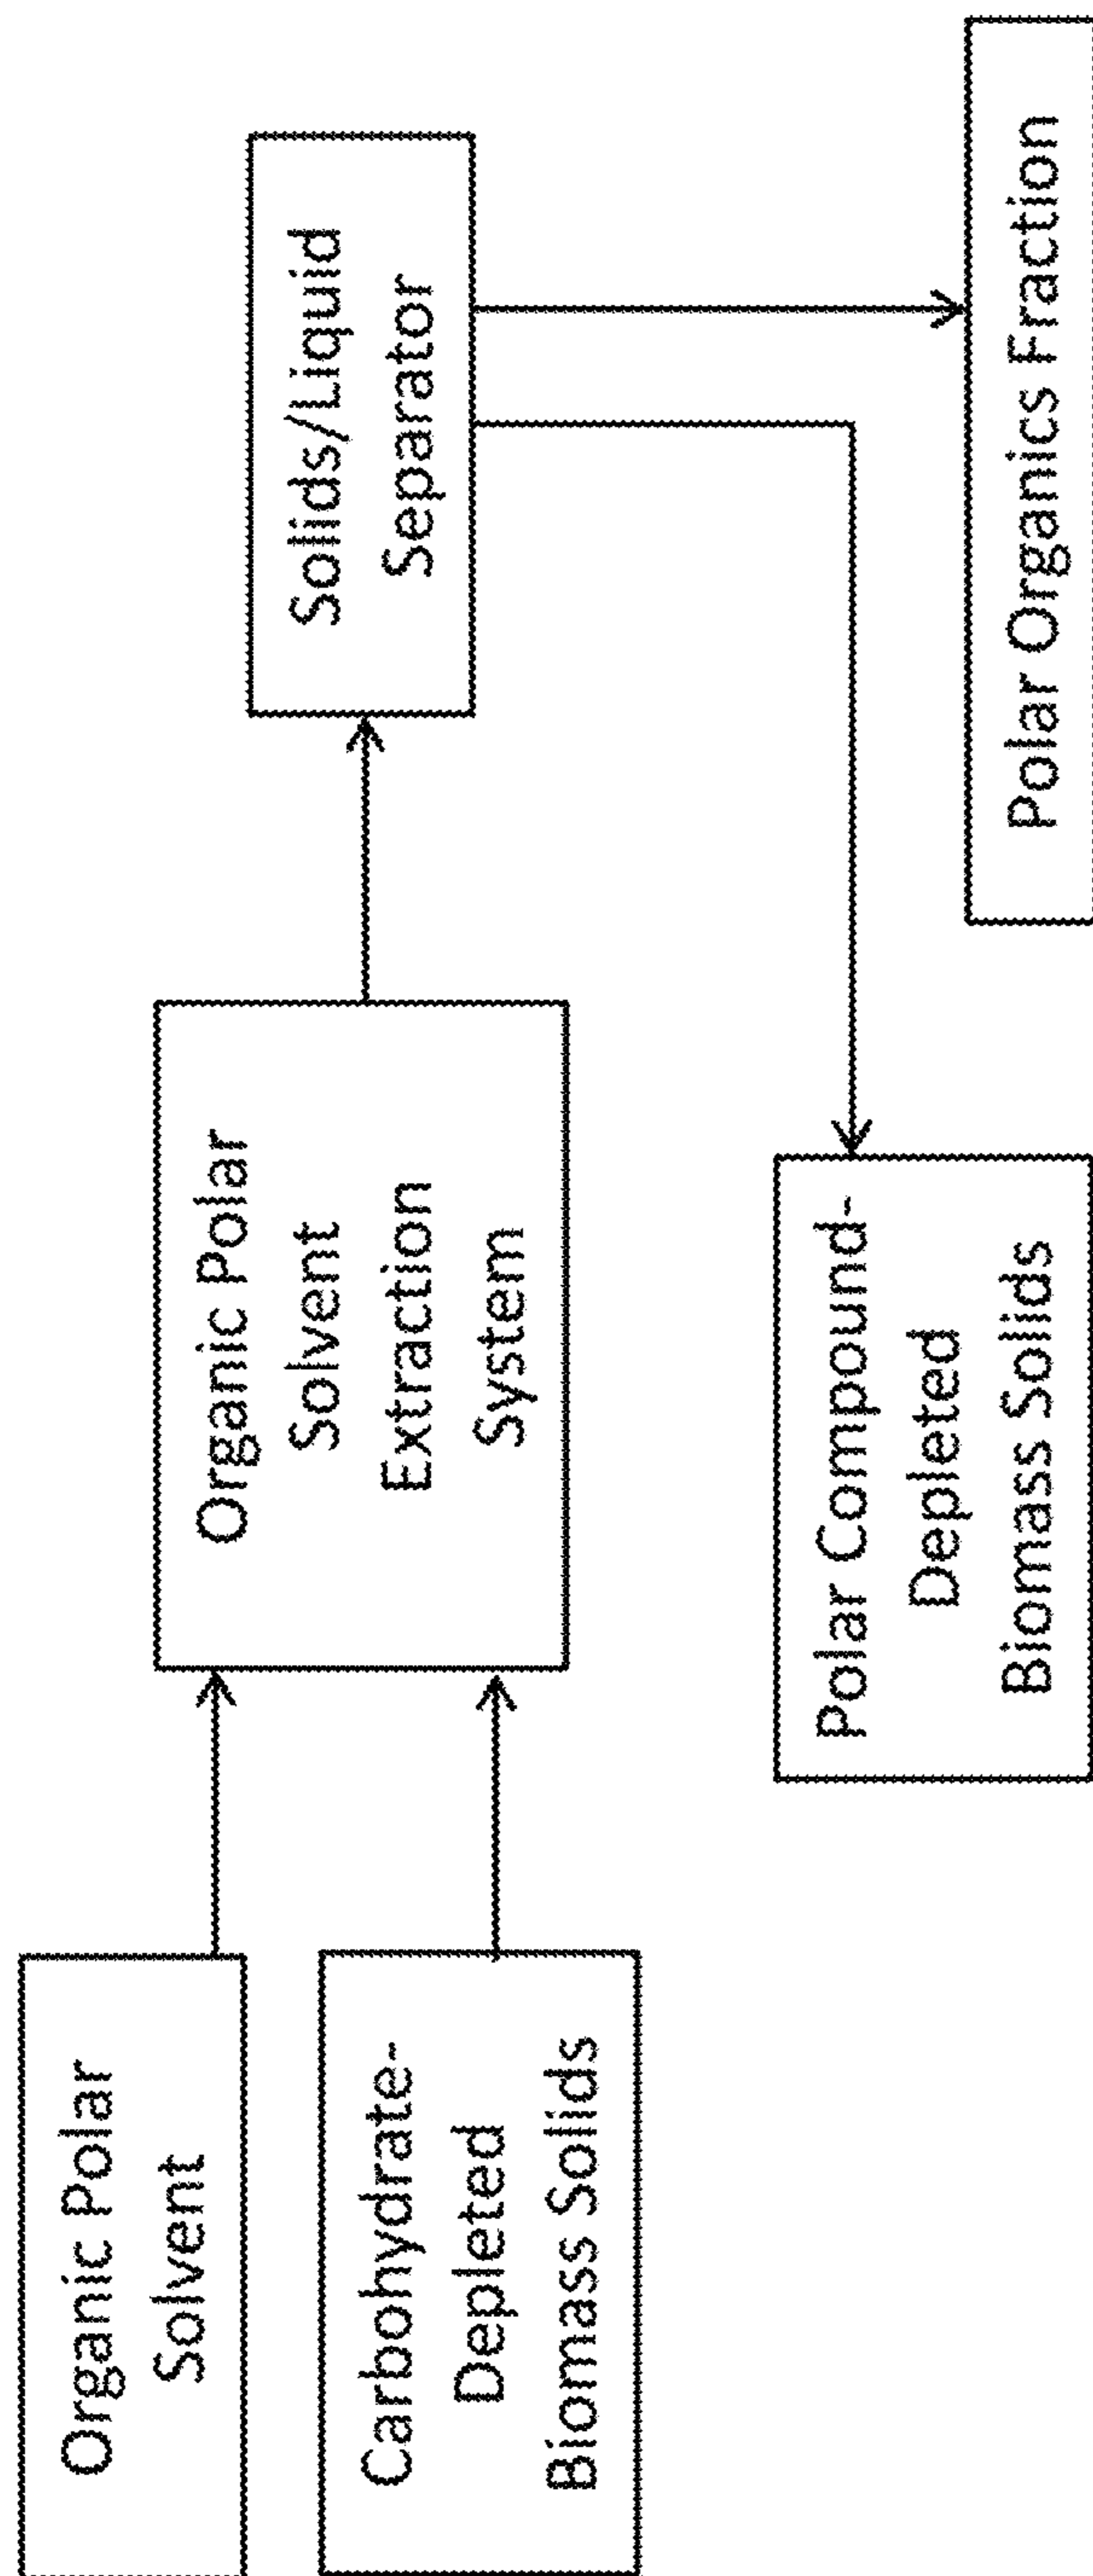 Organic Polar
Solvent
Carbohydrate-
Depleted
Biomass Solids
Organic Polar
Solvent
Extraction
System
Solids/Liquid
Separator
Polar Compound-
Depleted
Biomass Solids
Polar Organics Fraction